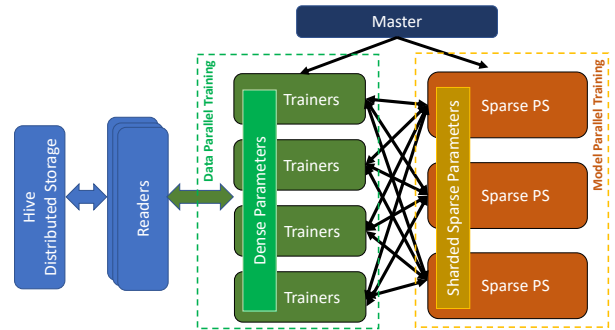 Master
Hive
Distributed Storage
Readers
Data Parallel Training
Dense Parameters
Trainers
Trainers
Trainers
Trainers
Sharded Sparse Parameters
Sparse PS
Sparse PS
Sparse PS
Model Parallel Training